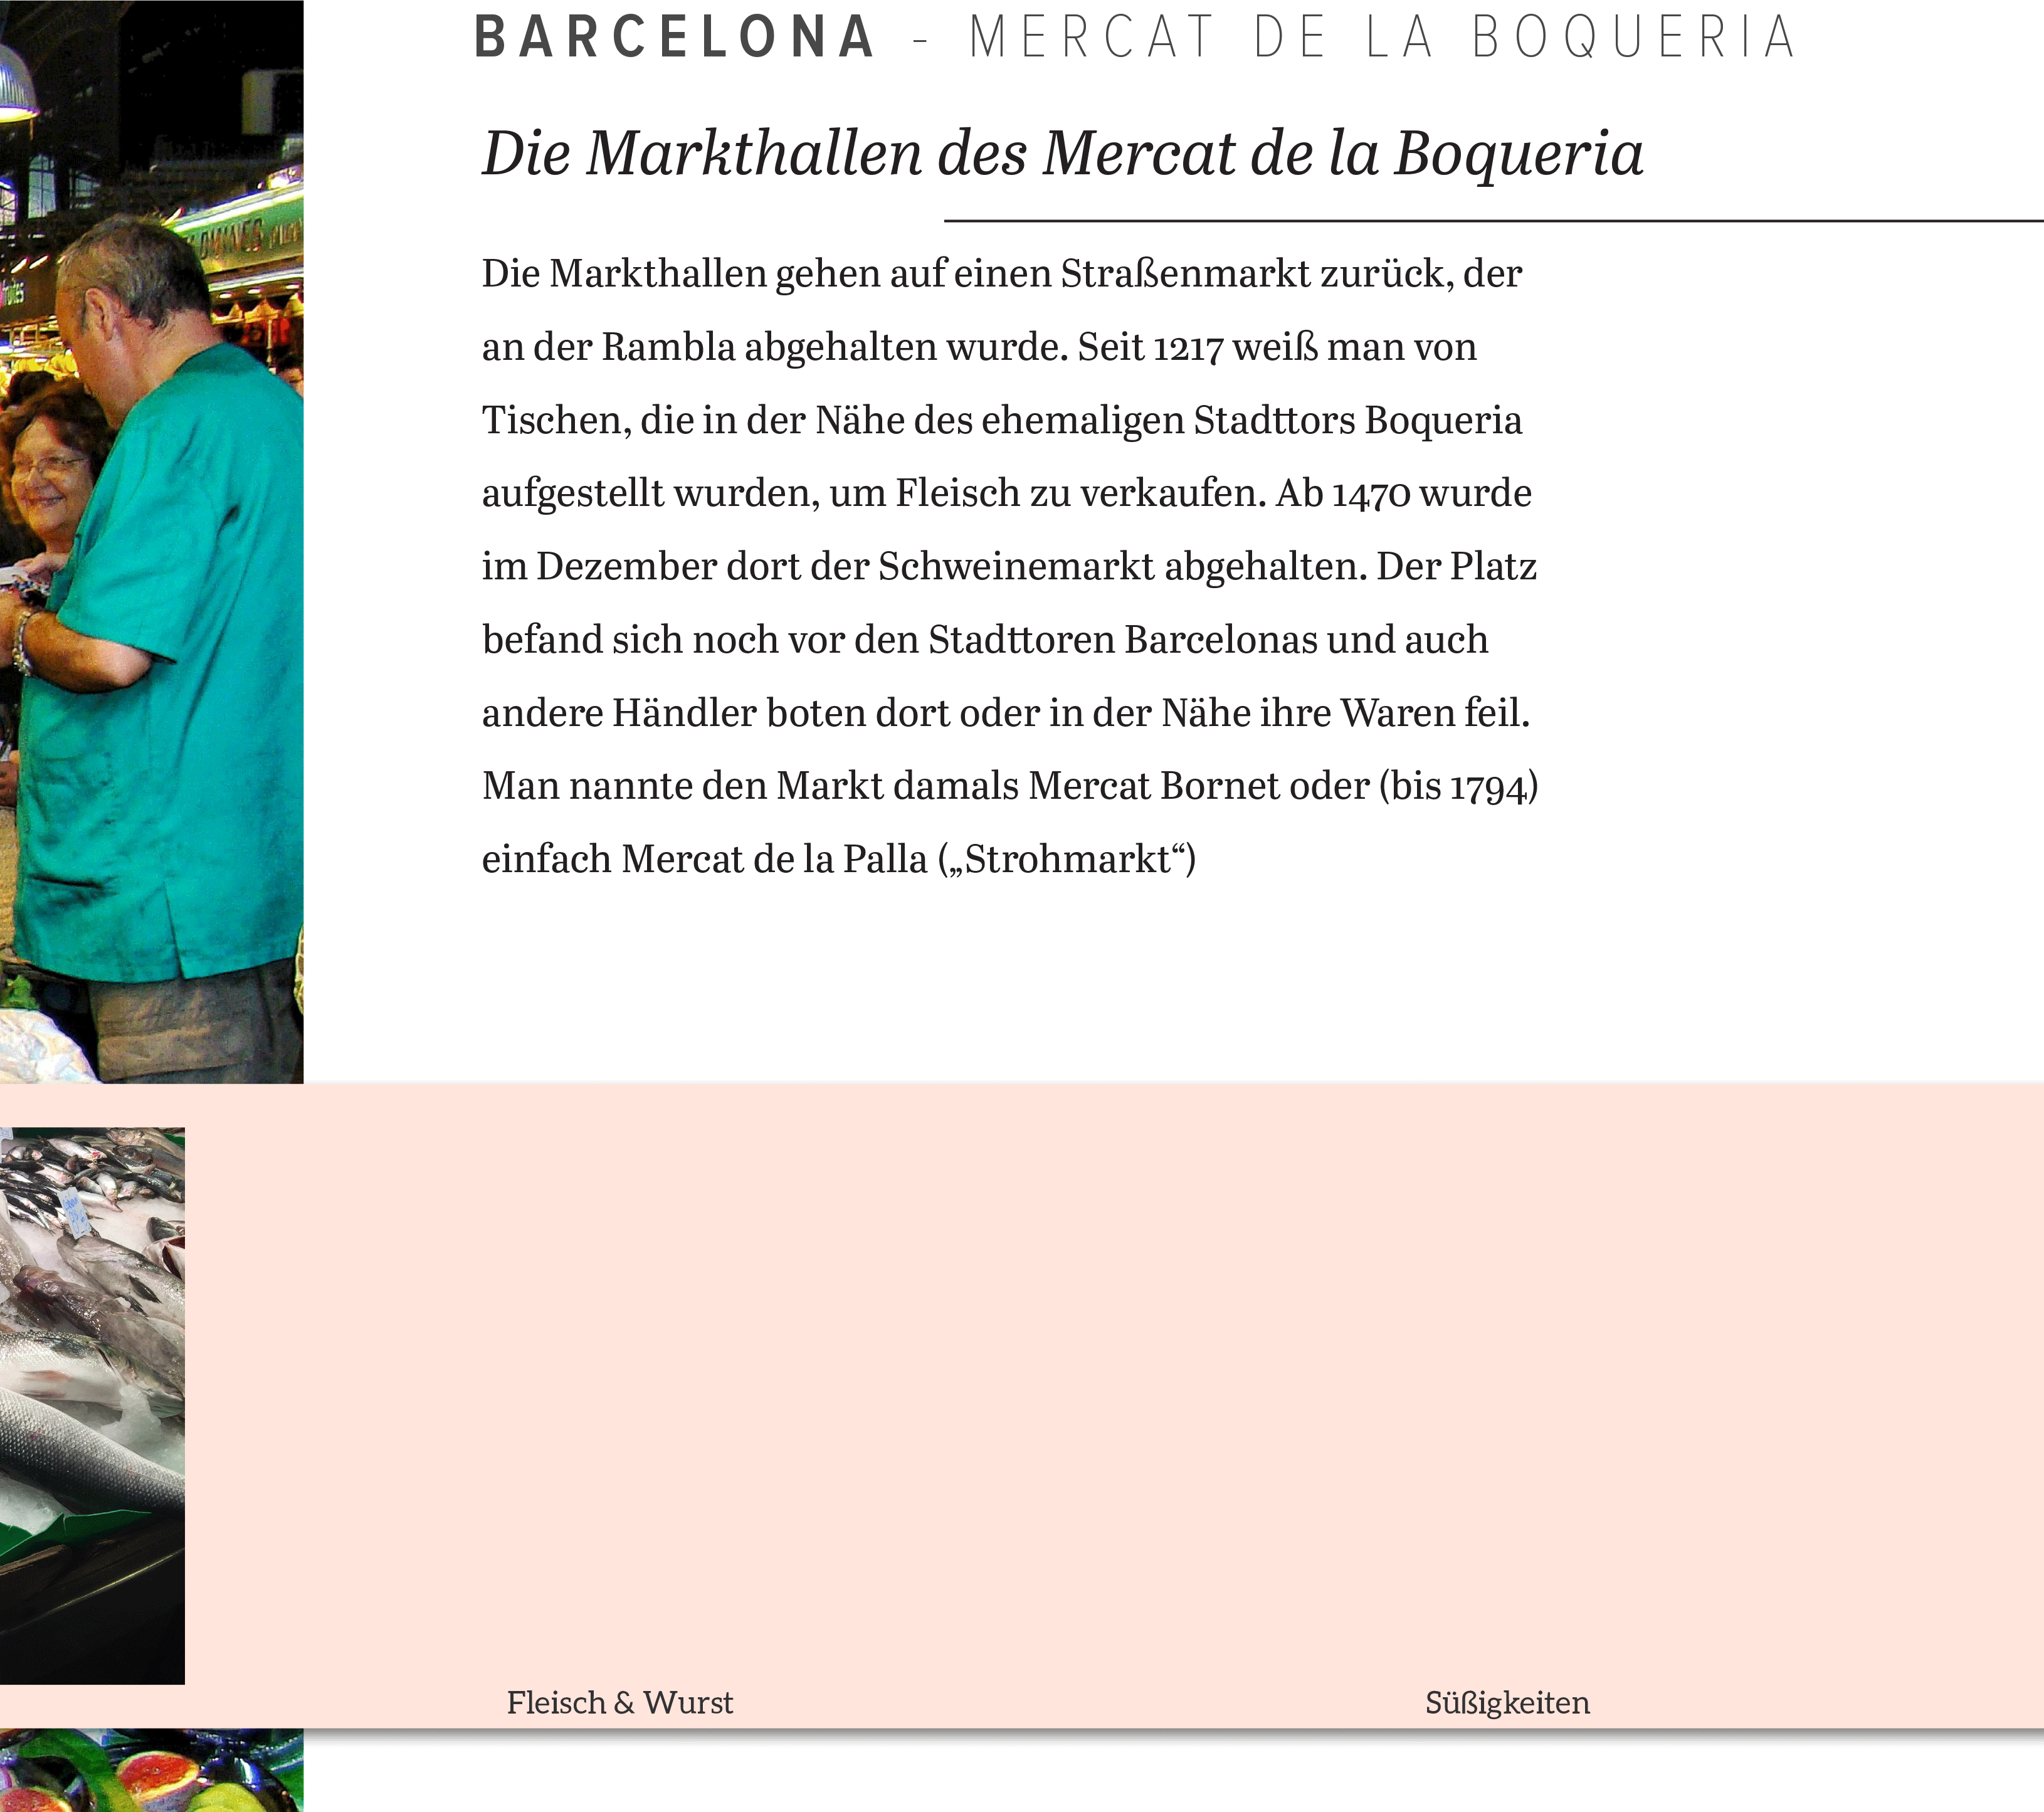 BARCELONA - MERCAT DE LA BOQUERIA
Die Markthallen des Mercat de la Boqueria
Die Markthallen gehen auf einen Straßenmarkt zurück, der
an der Rambla abgehalten wurde. Seit 1217 weiß man von
Tischen, die in der Nähe des ehemaligen Stadttors Boqueria
aufgestellt wurden, um Fleisch zu verkaufen. Ab 1470 wurde
im Dezember dort der Schweinemarkt abgehalten. Der Platz
befand sich noch vor den Stadttoren Barcelonas und auch
andere Händler boten dort oder in der Nähe ihre Waren feil.
Man nannte den Markt damals Mercat Bornet oder (bis 1794)
einfach Mercat de la Palla („Strohmarkt“)
Fleisch & Wurst
Süßigkeiten